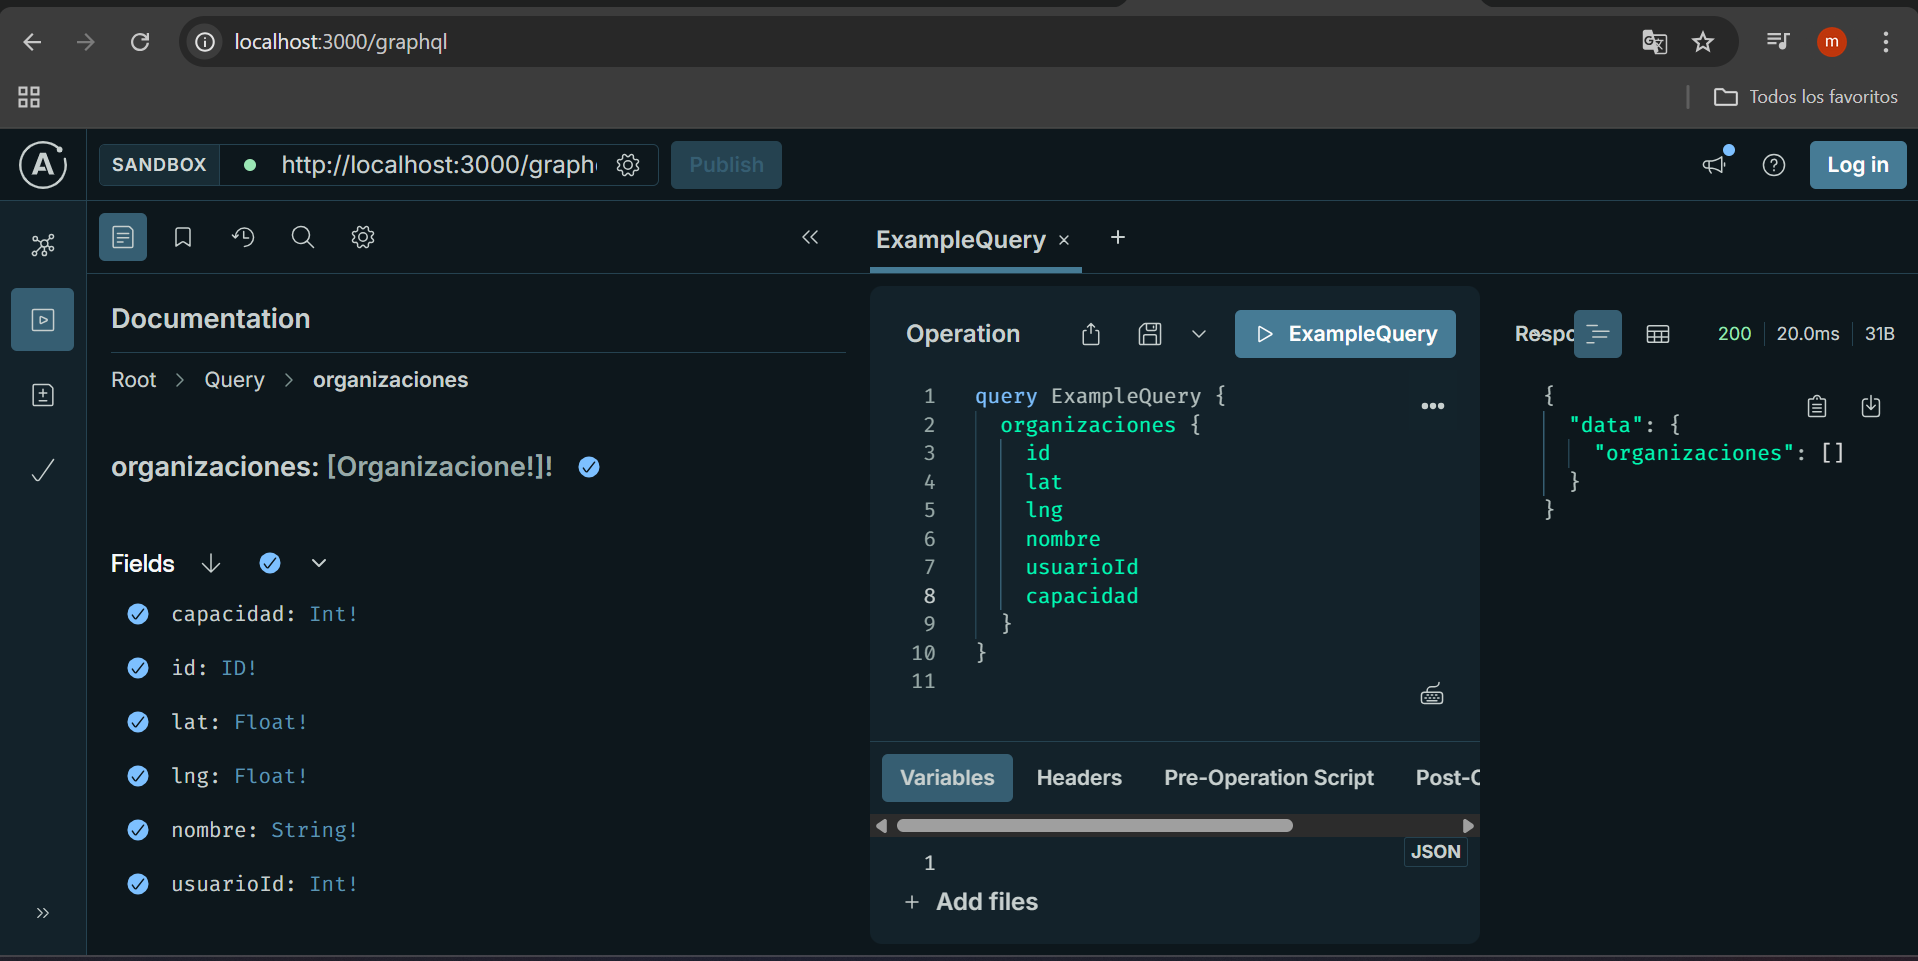 localhost:3000/graphql
m
Todos los favoritos
SANDBOX
http://localhost:3000/graph
Publish
Log in
ExampleQuery
Documentation
Root > Query > organizaciones
organizaciones: [Organizacione!]!
Fields
capacidad: Int!
id: ID!
lat: Float!
lng: Float!
nombre: String!
usuarioId: Int!
Operation
ExampleQuery
1 query ExampleQuery {
2 organizaciones {
3 id
4 lat
5 lng
6 nombre
7 usuarioId
8 capacidad
9 }
10 }
11
Variables Headers Pre-Operation Script Post-O
JSON
1
+ Add files
Respo
200 20.0ms 31B
{
"data": {
"organizaciones": []
}
}